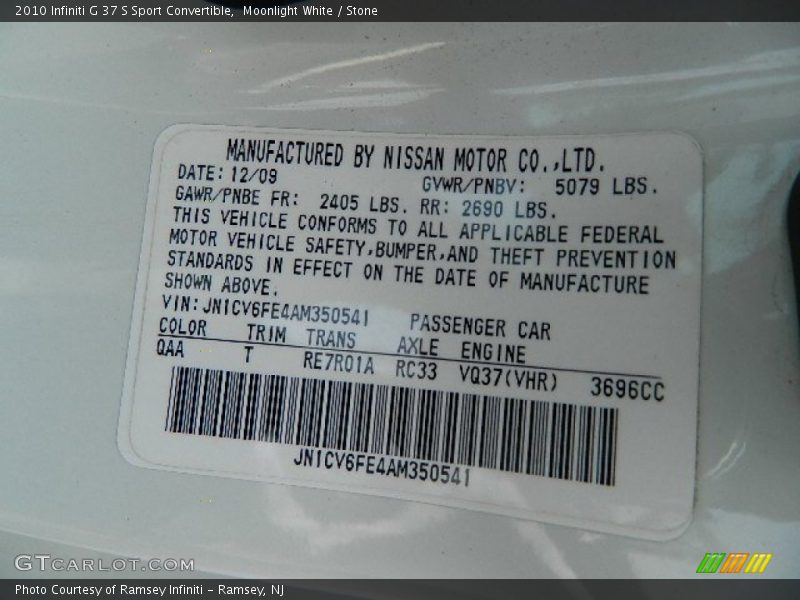 2010 Infiniti G 37 S Sport Convertible,  Moonlight White / Stone
MANUFACTURED BY NISSAN MOTOR CO.,LTD.
DATE:12/09 GVWR/PNBV: 5079 LBS.
GAWR/PNBE FR: 2405 LBS. RR: 2690 LBS.
THIS VEHICLE CONFORMS TO ALL APPLICABLE FEDERAL
MOTOR VEHICLE SAFETY,BUMPER,AND THEFT PREVENTION
STANDARDS IN EFFECT ON THE DATE OF MANUFACTURE
SHOWN ABOVE.
VIN:JN1CV6FE4AM350541 PASSENGER CAR
COLOR TRIM TRANS AXLE ENGINE
QAA T RE7R01A RC33 VQ37(VHR) 3696CC
JN1CV6FE4AM350541
GTCARLOT.COM
Photo Courtesy of Ramsey Infiniti – Ramsey, NJ